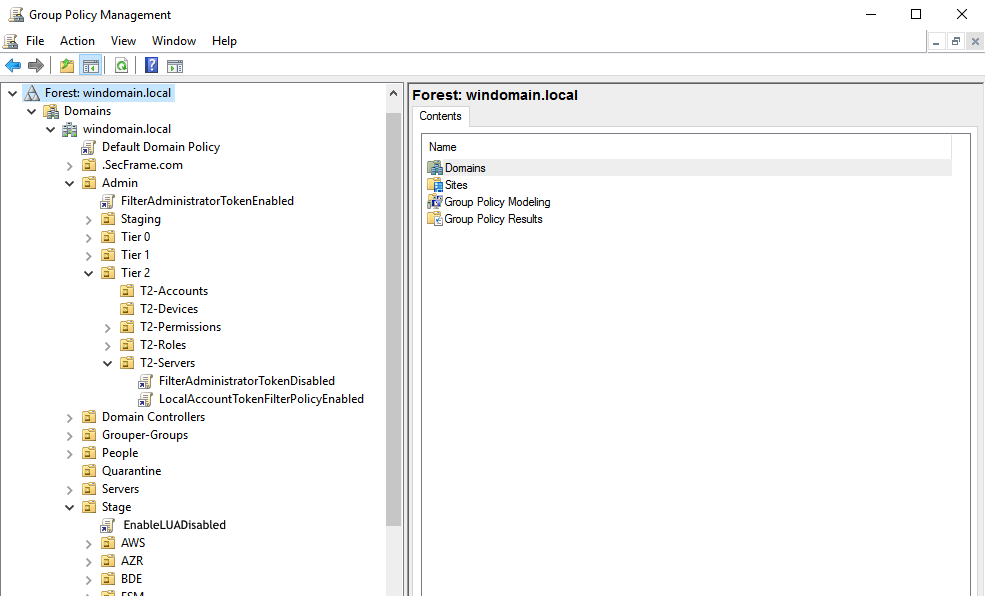 Group Policy Management
File Action View Window Help
Forest: windomain.local
Domains
windomain.local
Default Domain Policy
.SecFrame.com
Admin
FilterAdministratorTokenEnabled
Staging
Tier 0
Tier 1
Tier 2
T2-Accounts
T2-Devices
T2-Permissions
T2-Roles
T2-Servers
FilterAdministratorTokenDisabled
LocalAccountTokenFilterPolicyEnabled
Domain Controllers
Grouper-Groups
People
Quarantine
Servers
Stage
EnableLUADisabled
AWS
AZR
BDE
Forest: windomain.local
Contents
Name
Domains
Sites
Group Policy Modeling
Group Policy Results